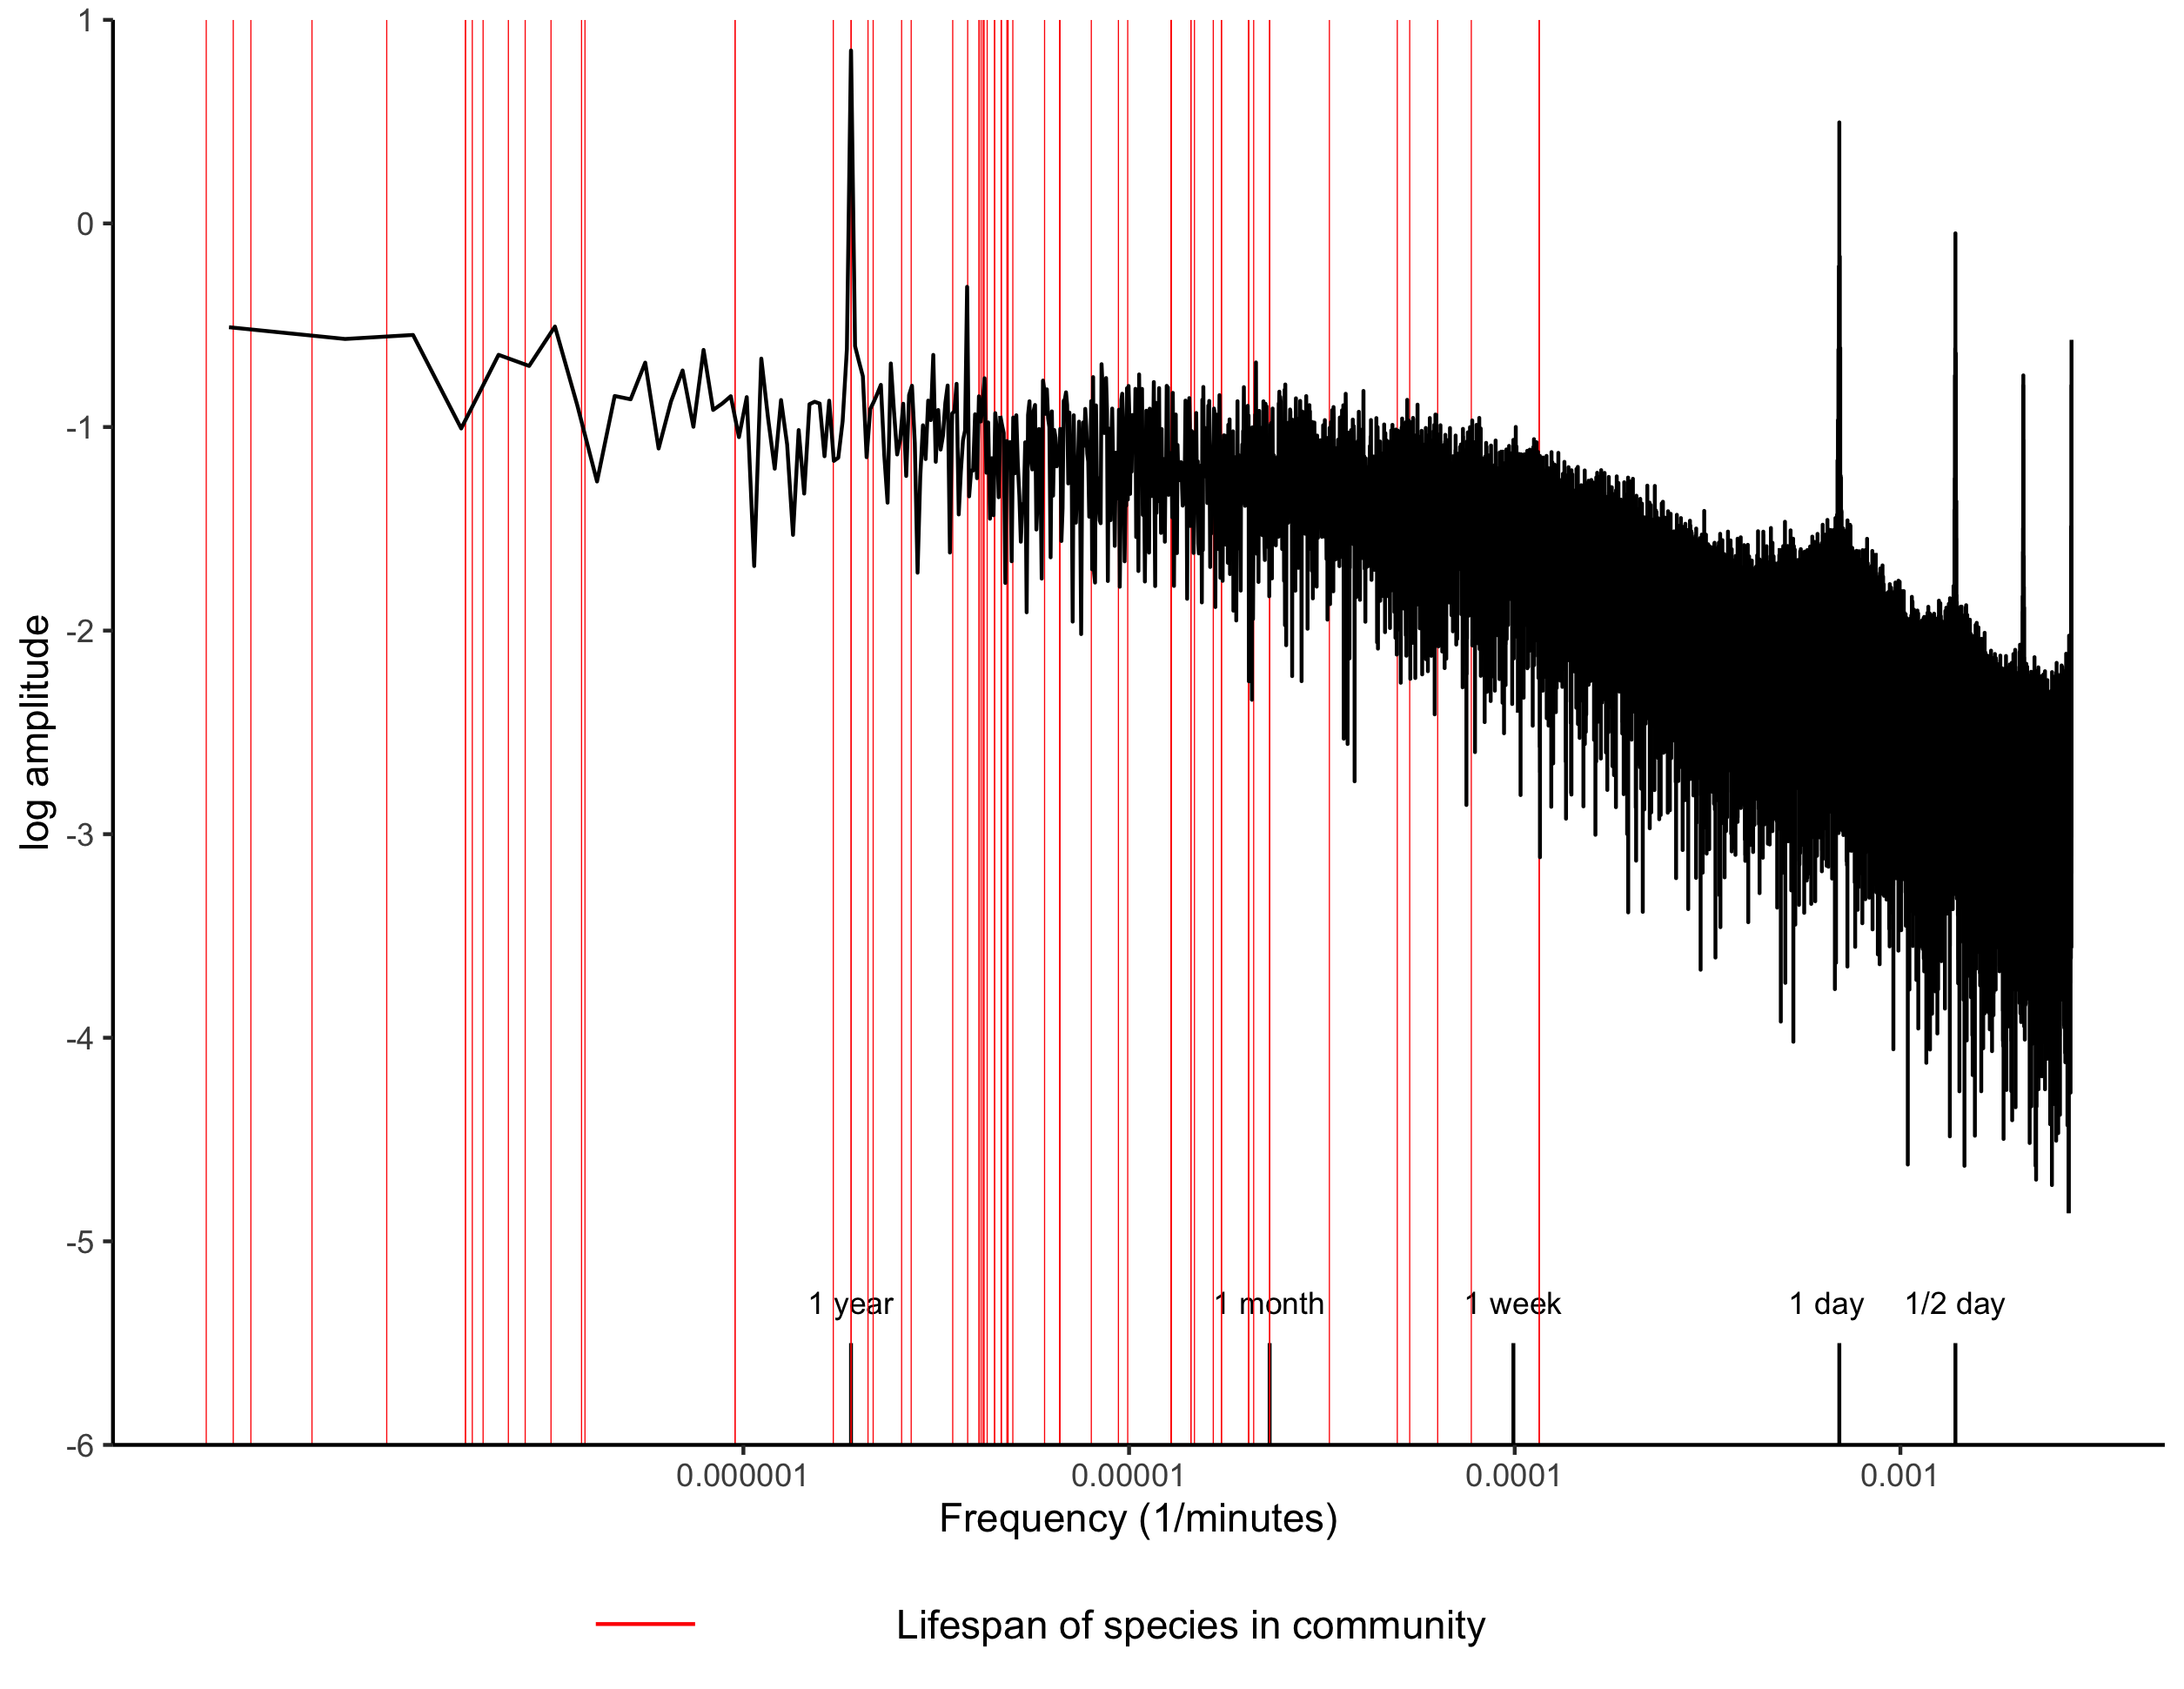 1
0
-1
-2
-3
-4
-5
-6
log amplitude
1 year
1 month
1 week
1 day
1/2 day
0.000001
0.00001
0.0001
0.001
Frequency (1/minutes)
Lifespan of species in community